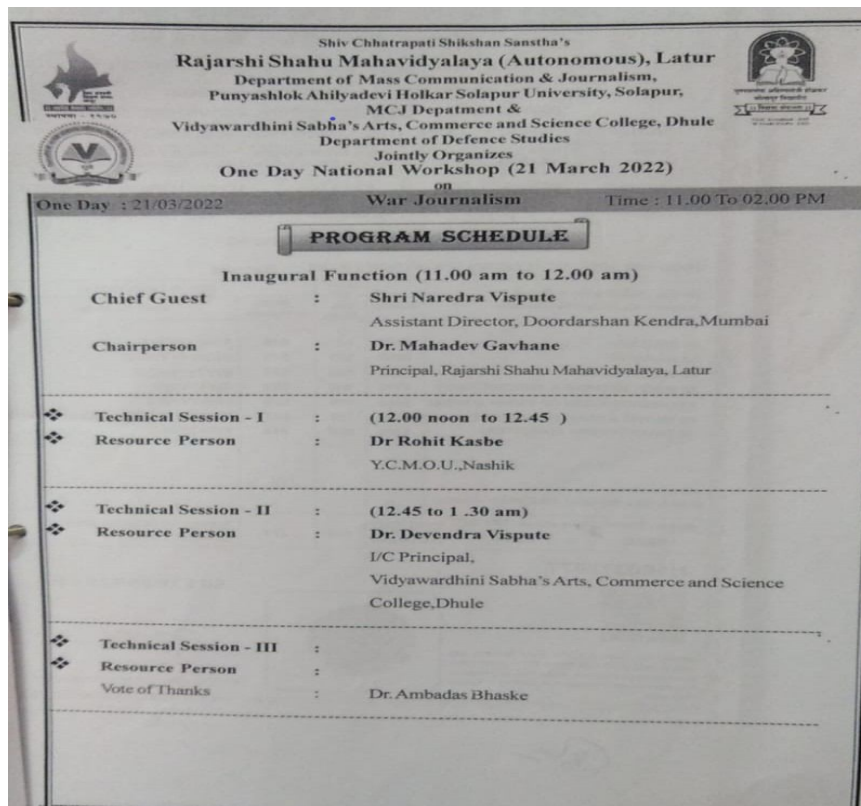 Shiv Chhatrapati Shikshan Sanstha's
Rajarshi Shahu Mahavidyalaya (Autonomous), Latur
Department of Mass Communication & Journalism,
Punyashlok Ahilyadevi Holkar Solapur University, Solapur,
MCJ Depatment &
Vidyawardhini Sabha's Arts, Commerce and Science College, Dhule
Department of Defence Studies
Jointly Organizes
One Day National Workshop (21 March 2022)
on
One Day : 21/03/2022 War Journalism Time : 11.00 To 02.00 PM
PROGRAM SCHEDULE
Inaugural Function (11.00 am to 12.00 am)
Chief Guest : Shri Naredra Vispute
Assistant Director, Doordarshan Kendra,Mumbai
Chairperson : Dr. Mahadev Gavhane
Principal, Rajarshi Shahu Mahavidyalaya, Latur
Technical Session - I : (12.00 noon to 12.45 )
Resource Person : Dr Rohit Kasbe
Y.C.M.O.U.,Nashik
Technical Session - II : (12.45 to 1 .30 am)
Resource Person : Dr. Devendra Vispute
I/C Principal,
Vidyawardhini Sabha's Arts, Commerce and Science
College,Dhule
Technical Session - III :
Resource Person :
Vote of Thanks : Dr. Ambadas Bhaske